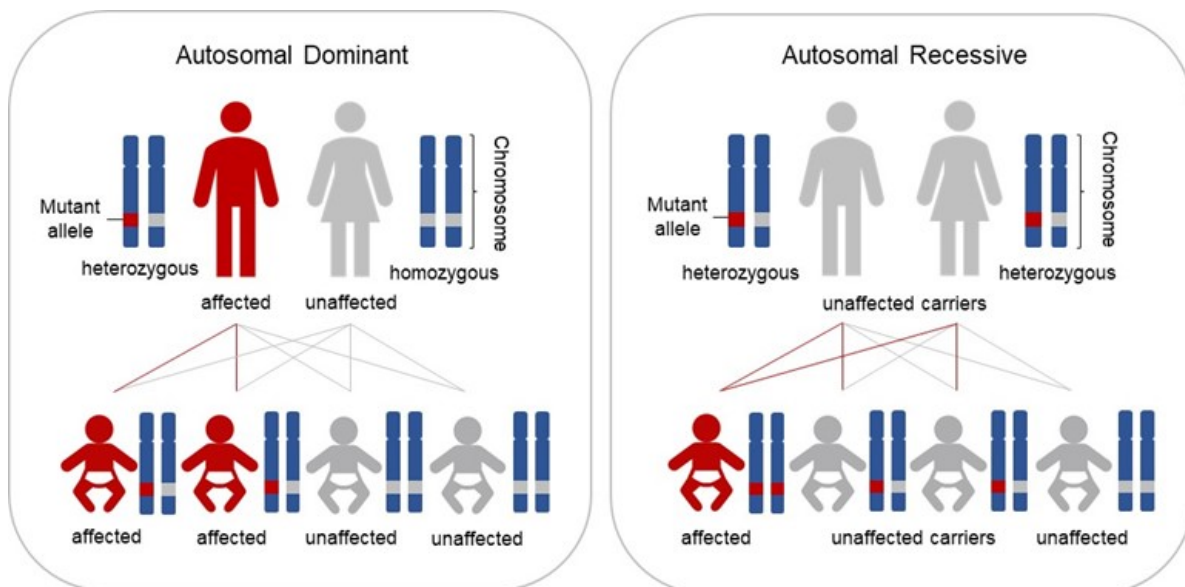 Autosomal Dominant
Mutant
allele
heterozygous
Chromosome
homozygous
affected
unaffected
affected
affected
unaffected
unaffected
Autosomal Recessive
Mutant
allele
heterozygous
Chromosome
heterozygous
unaffected carriers
affected
unaffected carriers
unaffected